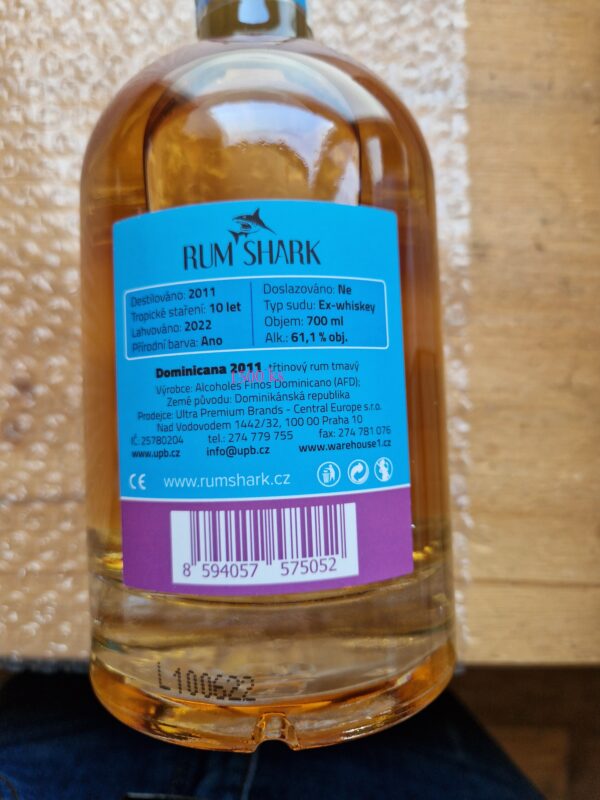 RUM SHARK
Destilováno: 2011
Tropické staření: 10 let
Lahvováno: 2022
Přírodní barva: Ano
Doslazováno: Ne
Typ sudu: Ex-whiskey
Objem: 700 ml
Alk.: 61,1 % obj.
Dominicana 2011 třtinový rum tmavý
1500 ks
Výrobce: Alcoholes Finos Dominicano (AFD);
Země původu: Dominikánská republika
Prodejce: Ultra Premium Brands - Central Europe s.r.o.
Nad Vodovodem 1442/32, 100 00 Praha 10
IČ. 25780204 tel.: 274 779 755 fax: 274 781 076
www.upb.cz info@upb.cz www.warehouse1.cz
CE www.rumshark.cz
8 594057 575052
L100622